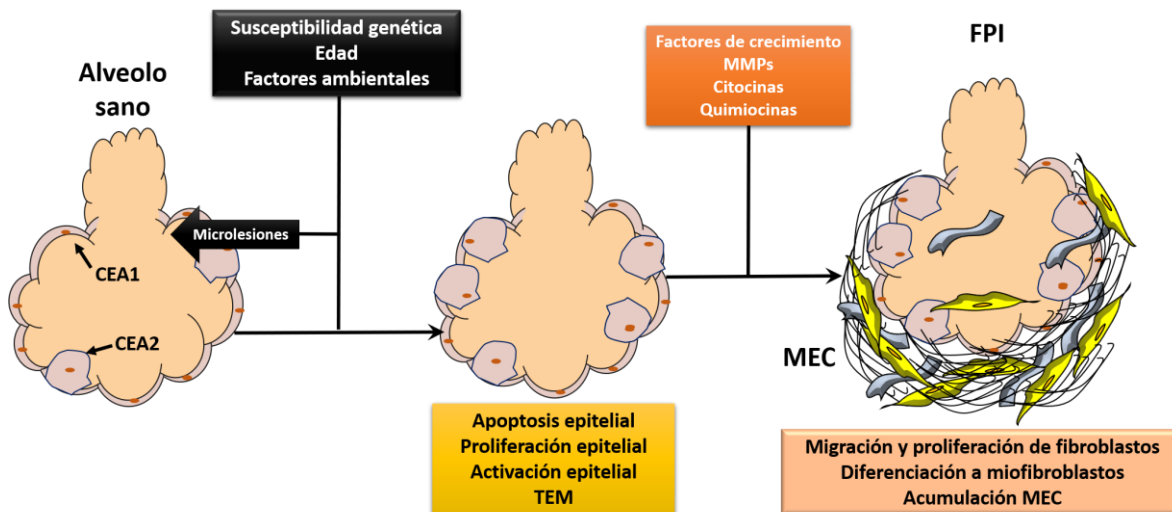 Susceptibilidad genética
Edad
Factores ambientales
Factores de crecimiento
MMPs
Citocinas
Quimiocinas
FPI
Alveolo
sano
Microlesiones
CEA1
CEA2
MEC
Apoptosis epitelial
Proliferación epitelial
Activación epitelial
TEM
Migración y proliferación de fibroblastos
Diferenciación a miofibroblastos
Acumulación MEC